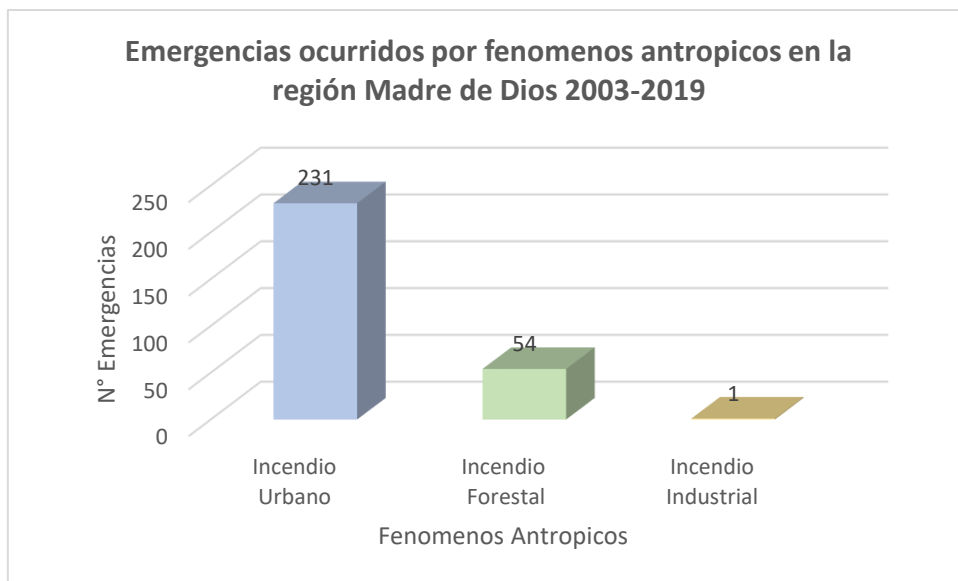 Emergencias ocurridos por fenomenos antropicos en la
región Madre de Dios 2003-2019
N° Emergencias
250
200
150
100
50
0
231
54
1
Incendio
Urbano
Incendio
Forestal
Incendio
Industrial
Fenomenos Antropicos